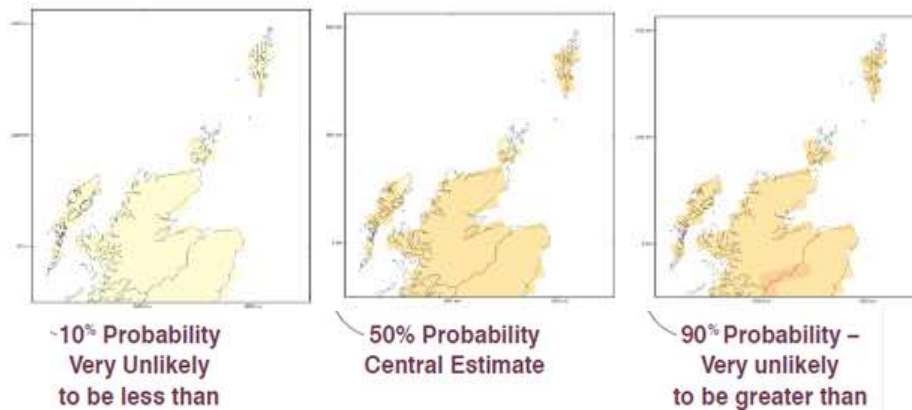 10% Probability
Very Unlikely
to be less than
50% Probability
Central Estimate
90% Probability –
Very unlikely
to be greater than